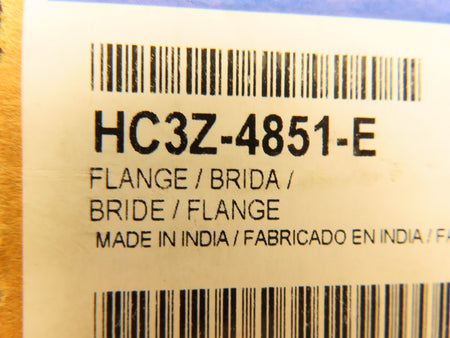 HC3Z-4851-E
FLANGE / BRIDA /
BRIDE / FLANGE
MADE IN INDIA / FABRICADO EN INDIA /